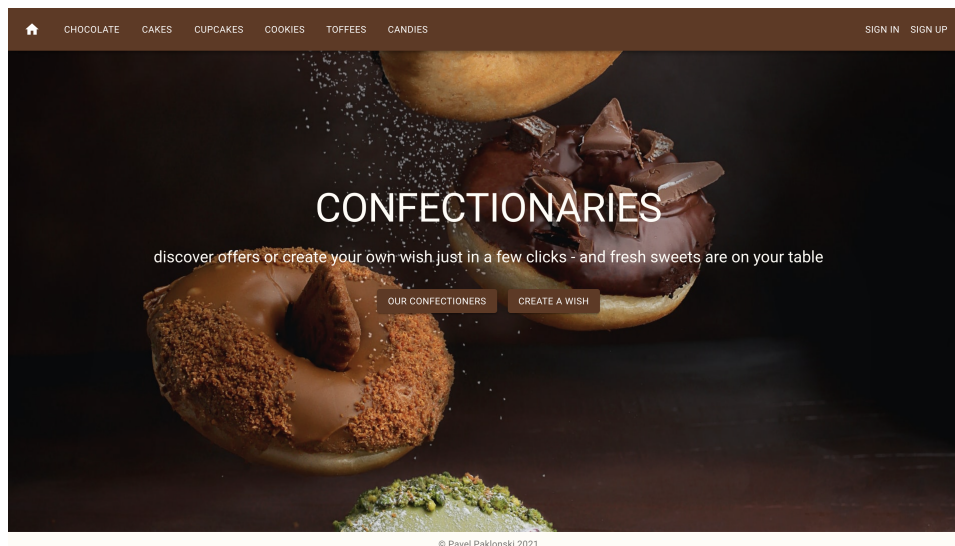 CHOCOLATE CAKES CUPCAKES COOKIES TOFFEES CANDIES SIGN IN SIGN UP
CONFECTIONARIES
discover offers or create your own wish just in a few clicks - and fresh sweets are on your table
OUR CONFECTIONERS CREATE A WISH
© Pavel Paklonski 2021